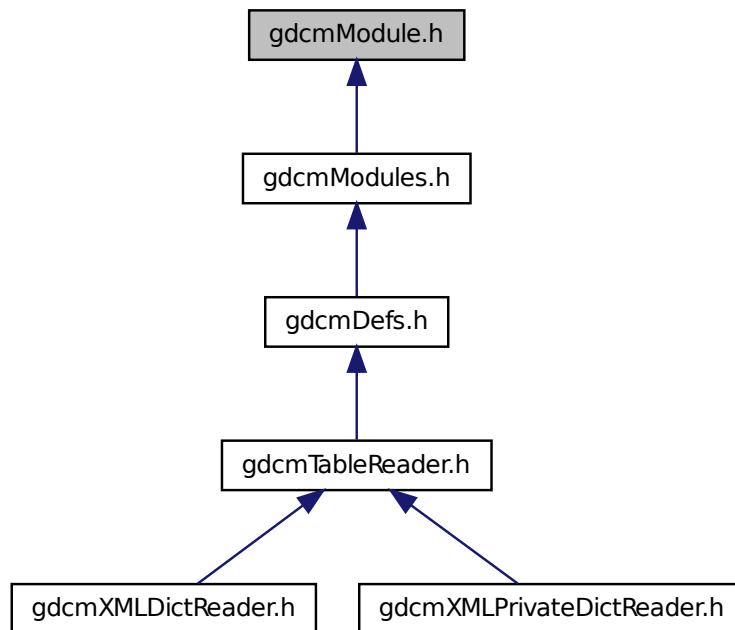 gdcmModule.h
gdcmModules.h
gdcmDefs.h
gdcmTableReader.h
gdcmXMLDictReader.h
gdcmXMLPrivateDictReader.h